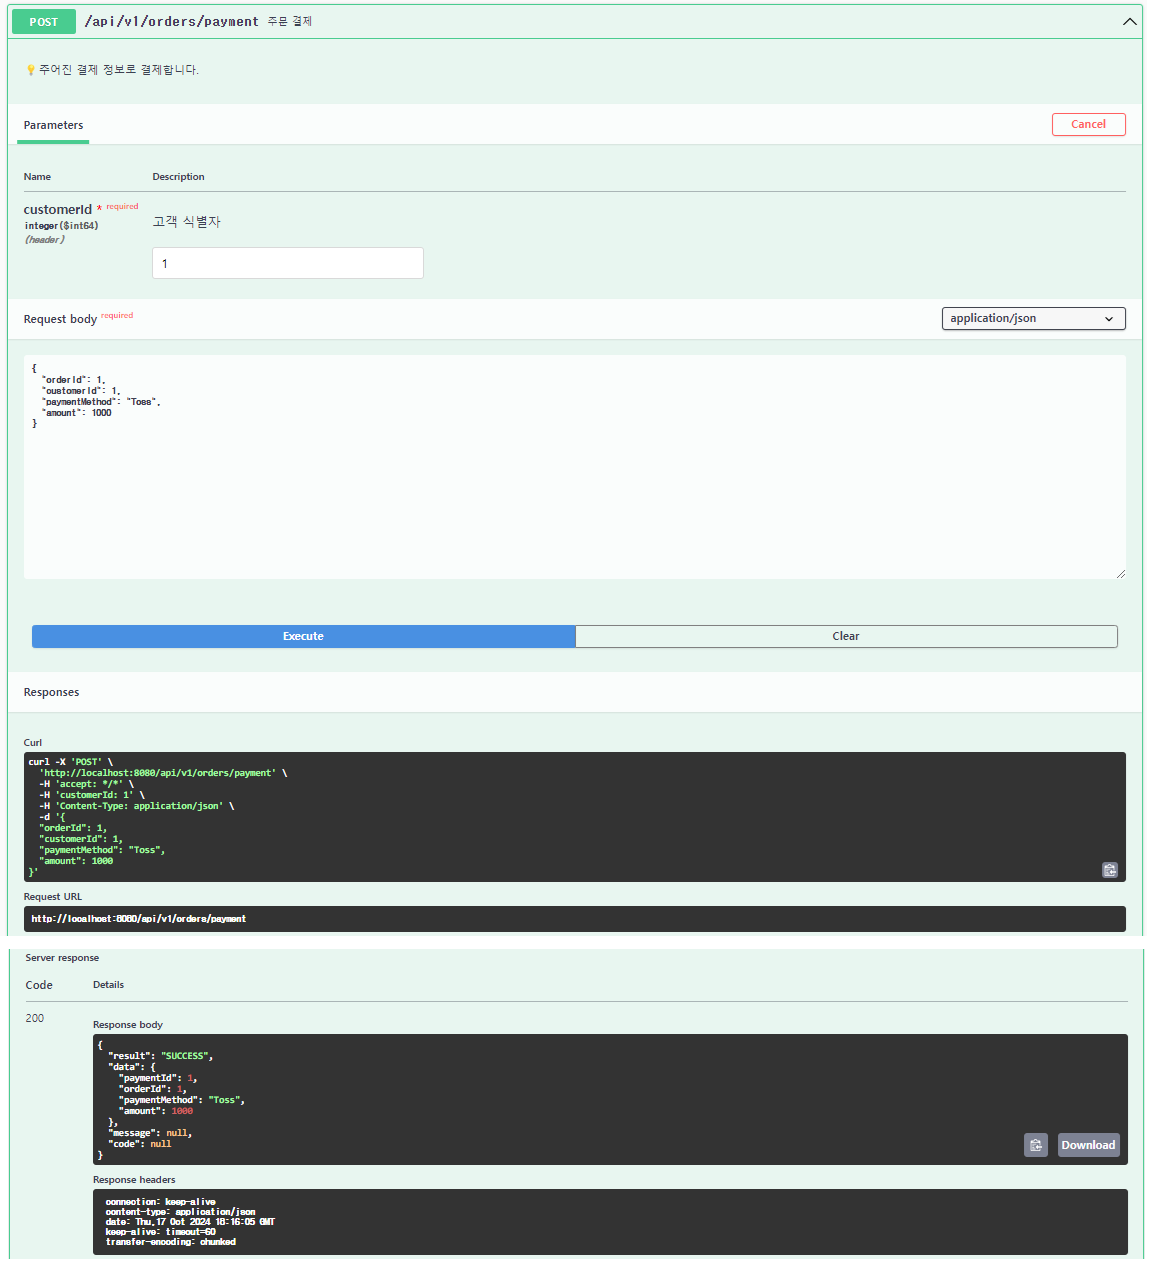 POST /api/v1/orders/payment 주문 결제
주어진 결제 정보로 결제합니다.
Parameters
Cancel
Name Description
customerId * required
integer($int64)
(header)
고객 식별자
1
Request body required
application/json
{
"orderId": 1,
"customerId": 1,
"paymentMethod": "Toss",
"amount": 1000
}
Execute
Clear
Responses
Curl
curl -X 'POST' \
'http://localhost:8080/api/v1/orders/payment' \
-H 'accept: */*' \
-H 'customerId: 1' \
-H 'Content-Type: application/json' \
-d '{
"orderId": 1,
"customerId": 1,
"paymentMethod": "Toss",
"amount": 1000
}'
Request URL
http://localhost:8080/api/v1/orders/payment
Server response
Code Details
200
Response body
{
"result": "SUCCESS",
"data": {
"paymentId": 1,
"orderId": 1,
"paymentMethod": "Toss",
"amount": 1000
},
"message": null,
"code": null
}
Download
Response headers
connection: keep-alive
content-type: application/json
date: Thu,17 Oct 2024 18:16:05 GMT
keep-alive: timeout=60
transfer-encoding: chunked